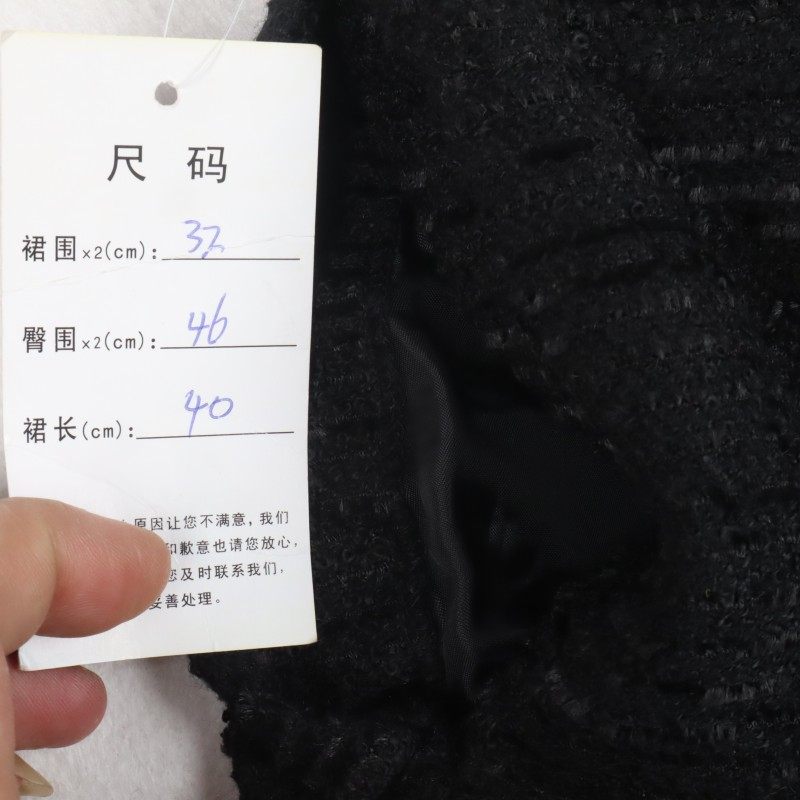 尺 码
裙围×2(cm): 32
臀围×2(cm): 46
裙长(cm): 40
原因让您不满意，我们
歉意也请您放心，
您及时联系我们，
妥善处理。